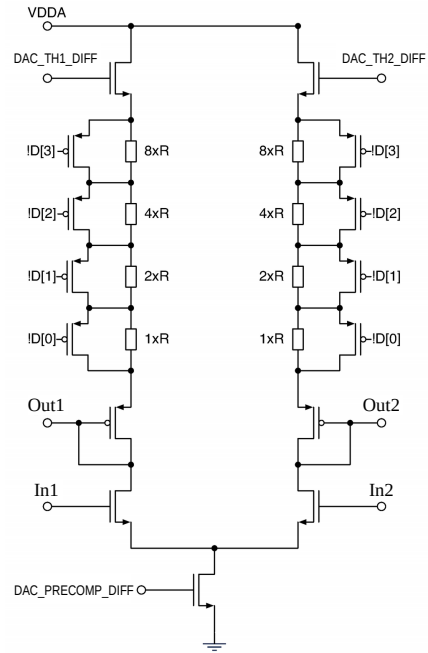 VDDA
DAC_TH1_DIFF DAC_TH2_DIFF
!D[3] 8xR 8xR !D[3]
!D[2] 4xR 4xR !D[2]
!D[1] 2xR 2xR !D[1]
!D[0] 1xR 1xR !D[0]
Out1 Out2
In1 In2
DAC_PRECOMP_DIFF